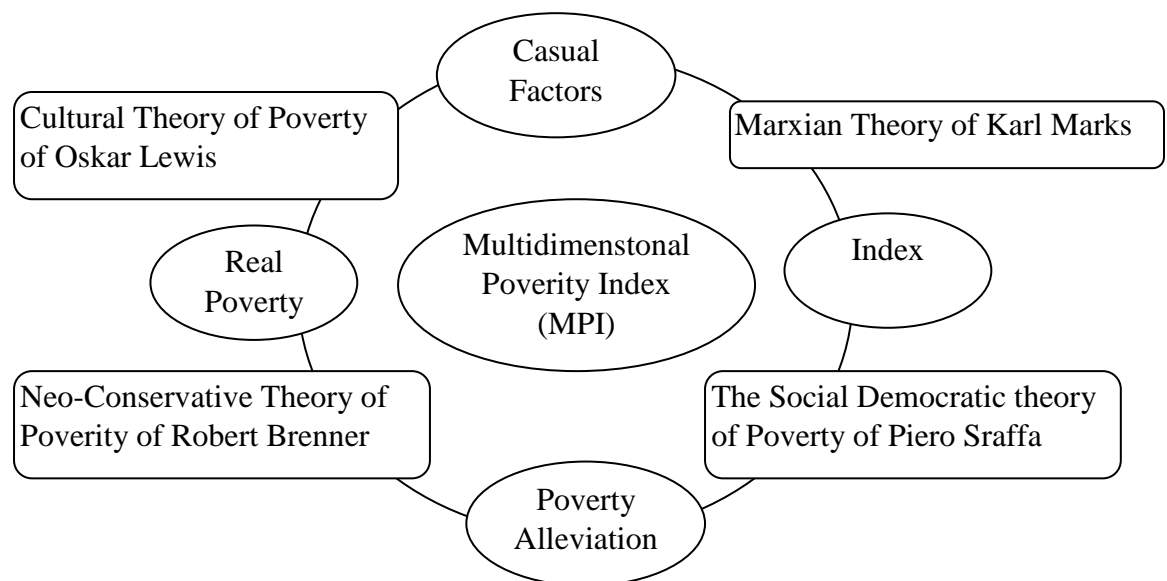 Casual
Factors
Cultural Theory of Poverty
of Oskar Lewis
Marxian Theory of Karl Marks
Real
Poverty
Multidimenstonal
Poverity Index
(MPI)
Index
Neo-Conservative Theory of
Poverity of Robert Brenner
The Social Democratic theory
of Poverty of Piero Sraffa
Poverty
Alleviation